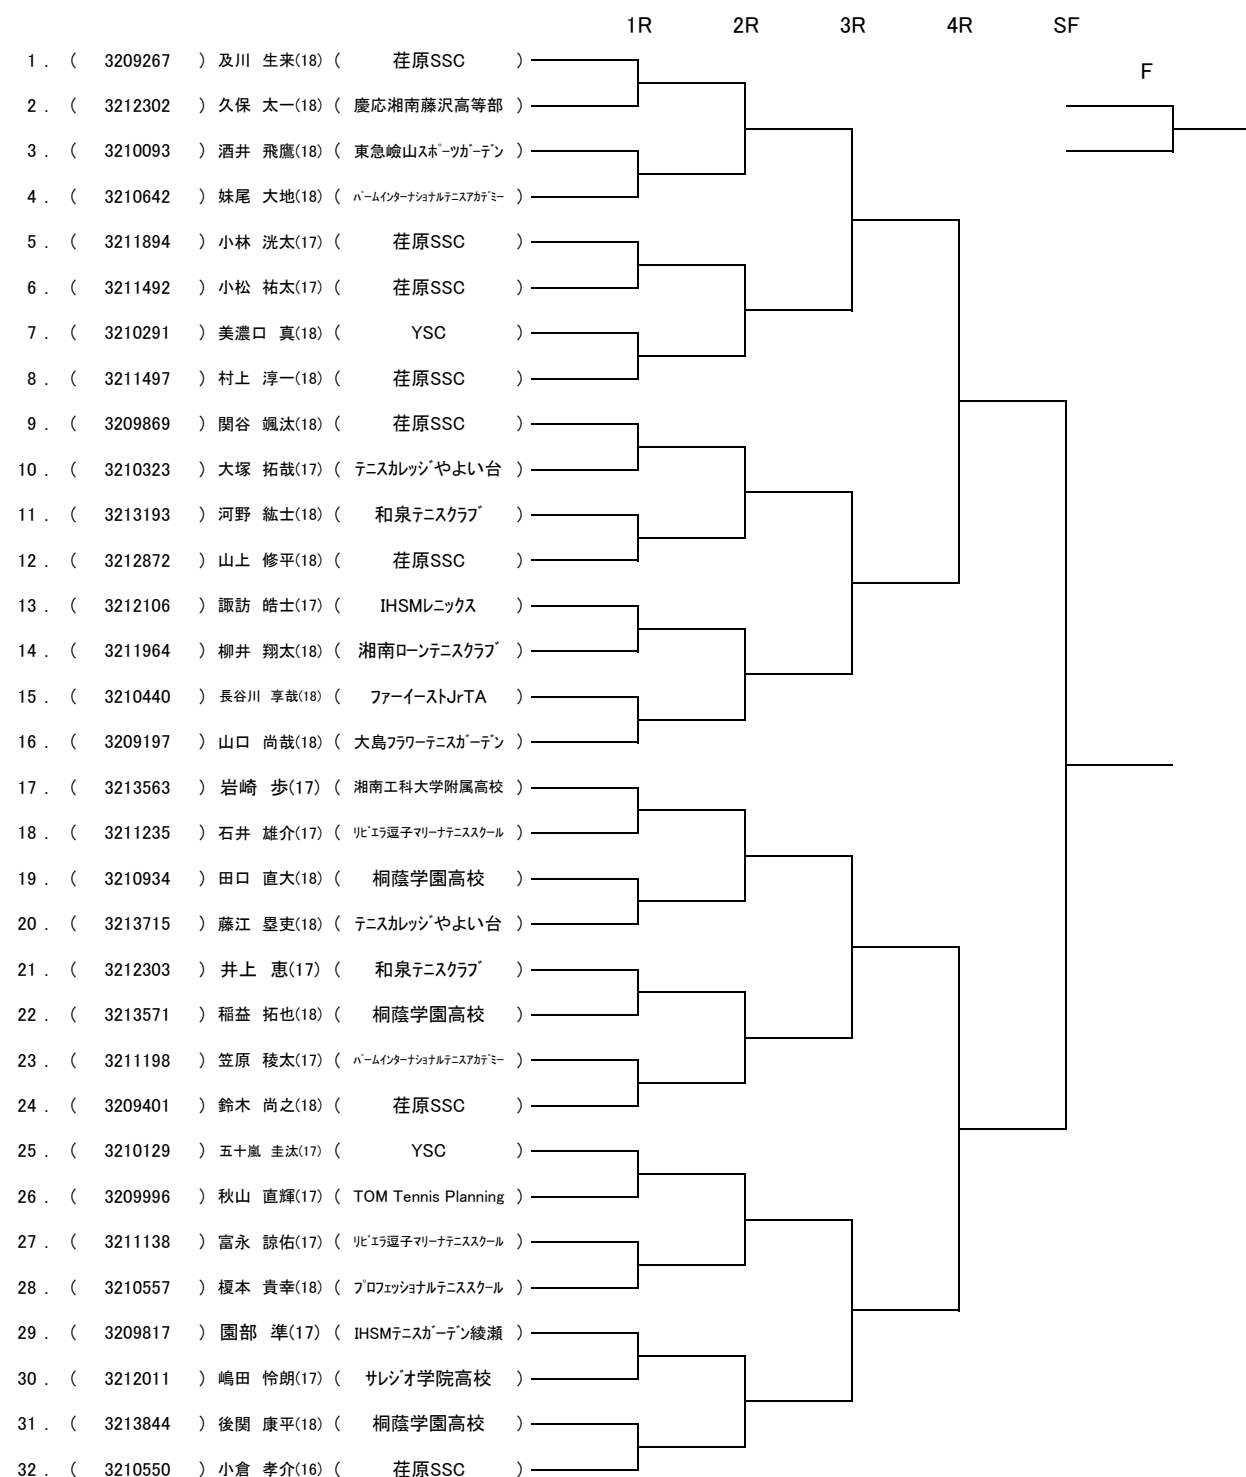 1R 2R 3R 4R SF
1. ( 3209267 ) 及川 生来(18) ( 荏原SSC )
F
2. ( 3212302 ) 久保 太一(18) ( 慶応湘南藤沢高等部 )
3. ( 3210093 ) 酒井 飛鷹(18) ( 東急嶮山ｽﾎﾟｰﾂｶﾞｰﾃﾞﾝ )
4. ( 3210642 ) 妹尾 大地(18) ( ﾊﾟｰﾑｲﾝﾀｰﾅｼｮﾅﾙﾃﾆｽｱｶﾃﾞﾐｰ )
5. ( 3211894 ) 小林 洸太(17) ( 荏原SSC )
6. ( 3211492 ) 小松 祐太(17) ( 荏原SSC )
7. ( 3210291 ) 美濃口 真(18) ( YSC )
8. ( 3211497 ) 村上 淳一(18) ( 荏原SSC )
9. ( 3209869 ) 関谷 颯汰(18) ( 荏原SSC )
10. ( 3210323 ) 大塚 拓哉(17) ( ﾃﾆｽｶﾚｯｼﾞやよい台 )
11. ( 3213193 ) 河野 紘士(18) ( 和泉ﾃﾆｽｸﾗﾌﾞ )
12. ( 3212872 ) 山上 修平(18) ( 荏原SSC )
13. ( 3212106 ) 諏訪 皓士(17) ( IHSMﾚﾆｯｸｽ )
14. ( 3211964 ) 柳井 翔太(18) ( 湘南ﾛｰﾝﾃﾆｽｸﾗﾌﾞ )
15. ( 3210440 ) 長谷川 享哉(18) ( ﾌｧｰｲｰｽﾄJrTA )
16. ( 3209197 ) 山口 尚哉(18) ( 大島ﾌﾗﾜｰﾃﾆｽｶﾞｰﾃﾞﾝ )
17. ( 3213563 ) 岩崎 歩(17) ( 湘南工科大学附属高校 )
18. ( 3211235 ) 石井 雄介(17) ( ﾘﾋﾞｴﾗ逗子ﾏﾘｰﾅﾃﾆｽｽｸｰﾙ )
19. ( 3210934 ) 田口 直大(18) ( 桐蔭学園高校 )
20. ( 3213715 ) 藤江 塁吏(18) ( ﾃﾆｽｶﾚｯｼﾞやよい台 )
21. ( 3212303 ) 井上 恵(17) ( 和泉ﾃﾆｽｸﾗﾌﾞ )
22. ( 3213571 ) 稲益 拓也(18) ( 桐蔭学園高校 )
23. ( 3211198 ) 笠原 稜太(17) ( ﾊﾟｰﾑｲﾝﾀｰﾅｼｮﾅﾙﾃﾆｽｱｶﾃﾞﾐｰ )
24. ( 3209401 ) 鈴木 尚之(18) ( 荏原SSC )
25. ( 3210129 ) 五十嵐 圭汰(17) ( YSC )
26. ( 3209996 ) 秋山 直輝(17) ( TOM Tennis Planning )
27. ( 3211138 ) 富永 諒佑(17) ( ﾘﾋﾞｴﾗ逗子ﾏﾘｰﾅﾃﾆｽｽｸｰﾙ )
28. ( 3210557 ) 榎本 貴幸(18) ( ﾌﾟﾛﾌｪｯｼｮﾅﾙﾃﾆｽｽｸｰﾙ )
29. ( 3209817 ) 園部 準(17) ( IHSMﾃﾆｽｶﾞｰﾃﾞﾝ綾瀬 )
30. ( 3212011 ) 嶋田 怜朗(17) ( ｻﾚｼﾞｵ学院高校 )
31. ( 3213844 ) 後関 康平(18) ( 桐蔭学園高校 )
32. ( 3210550 ) 小倉 孝介(16) ( 荏原SSC )